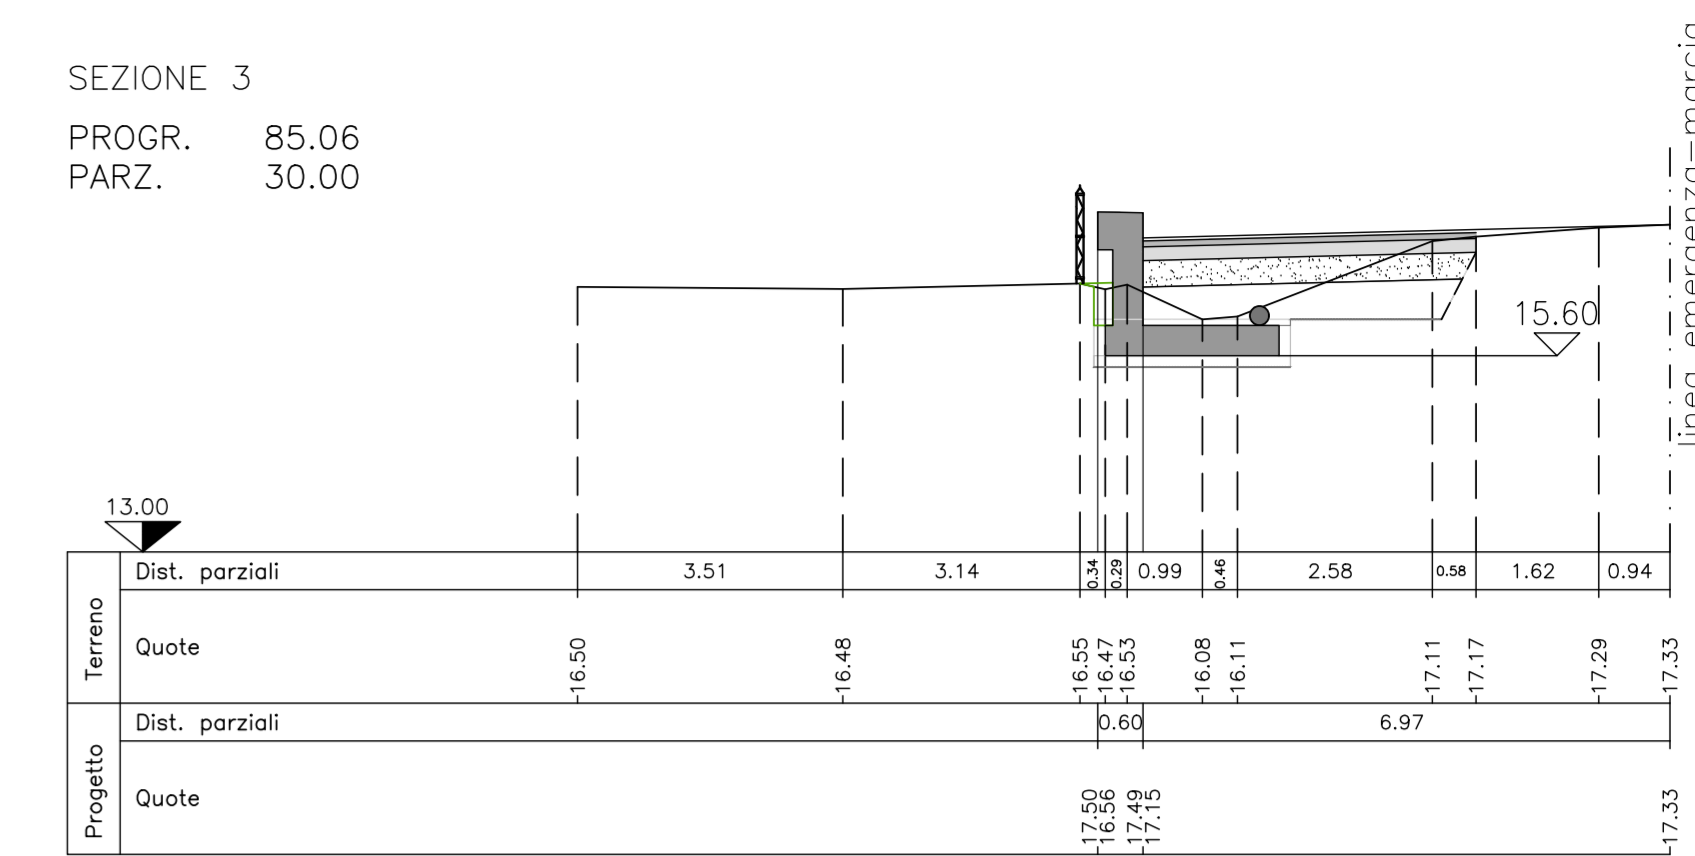 SEZIONE 3
PROGR. 85.06
PARZ. 30.00
linea emergenza-marcia
15.60
13.00
Terreno
Dist. parziali 3.51 3.14 0.34 0.29 0.99 0.46 2.58 0.58 1.62 0.94
Quote 16.50 16.48 16.55 16.47 16.53 16.08 16.11 17.11 17.17 17.29 17.33
Progetto
Dist. parziali 0.60 6.97
Quote 17.50 16.56 17.49 17.15 17.33